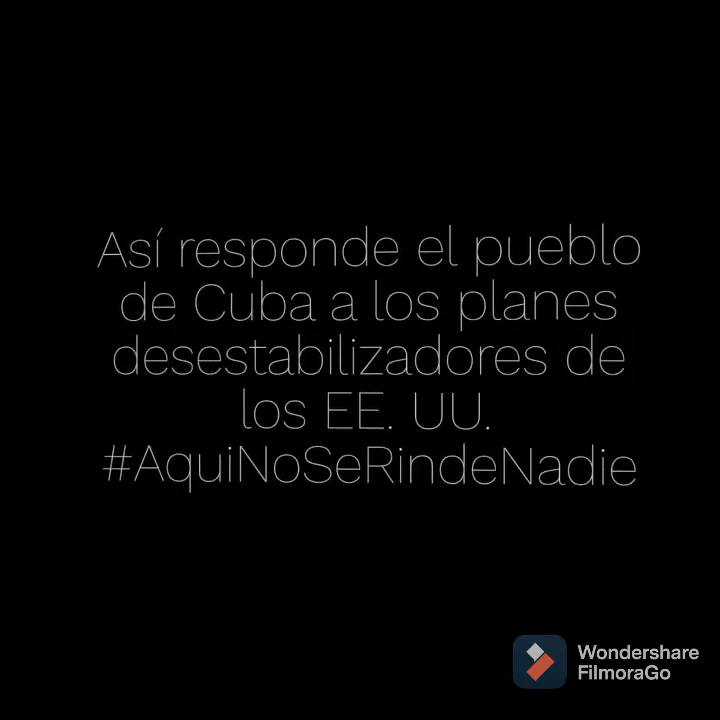 Así responde el pueblo
de Cuba a los planes
desestabilizadores de
los EE. UU.
#AquiNoSeRindeNadie
Wondershare
FilmoraGo